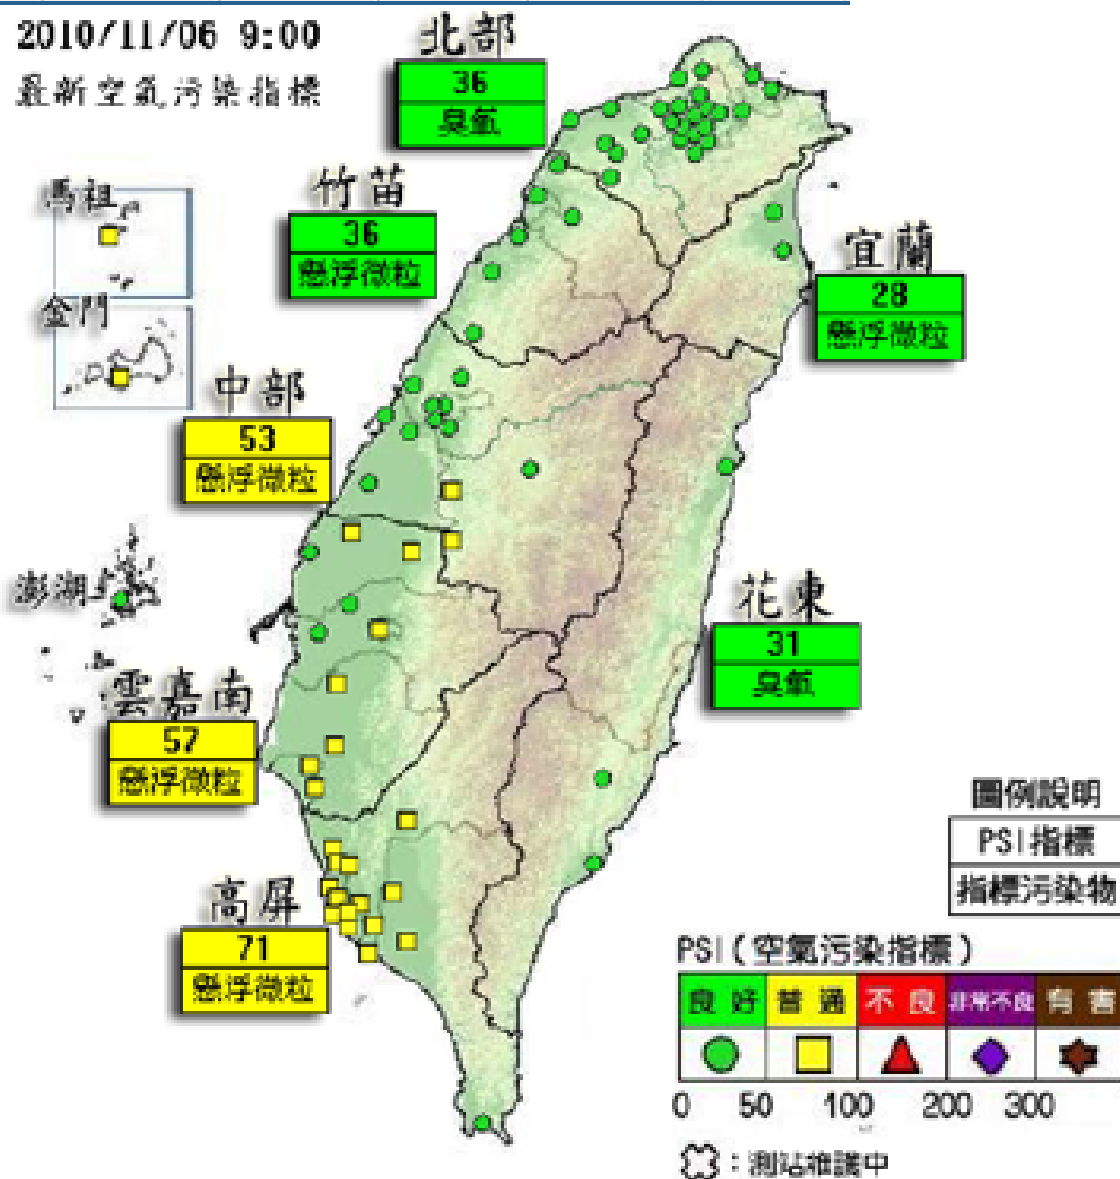 2010/11/06 9:00
最新空氣污染指標
北部
36
臭氧
竹苗
36
懸浮微粒
馬祖
宜蘭
28
懸浮微粒
金門
中部
53
懸浮微粒
澎湖
花東
31
臭氧
雲嘉南
57
懸浮微粒
高屏
71
懸浮微粒
圖例說明
PSI指標
指標污染物
PSI(空氣污染指標)
良好 普通 不良 非常不良 有害
0 50 100 200 300
:測站維護中